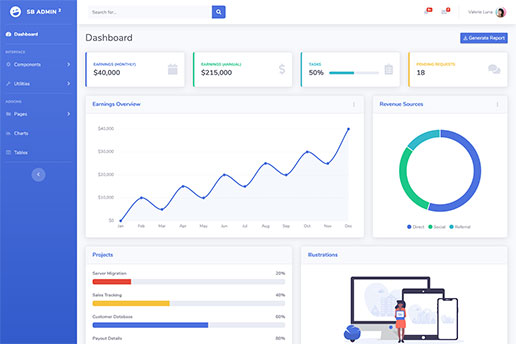 SB ADMIN 2
Search for...
Valerie Luna
Dashboard
INTERFACE
Components
Utilities
ADDONS
Pages
Charts
Tables
Dashboard
Generate Report
EARNINGS (MONTHLY)
$40,000
EARNINGS (ANNUAL)
$215,000
TASKS
50%
PENDING REQUESTS
18
Earnings Overview
$40,000
$30,000
$20,000
$10,000
$0
Jan Feb Mar Apr May Jun Jul Aug Sep Oct Nov Dec
Revenue Sources
Direct Social Referral
Projects
Server Migration 20%
Sales Tracking 40%
Customer Database 60%
Payout Details 80%
Illustrations